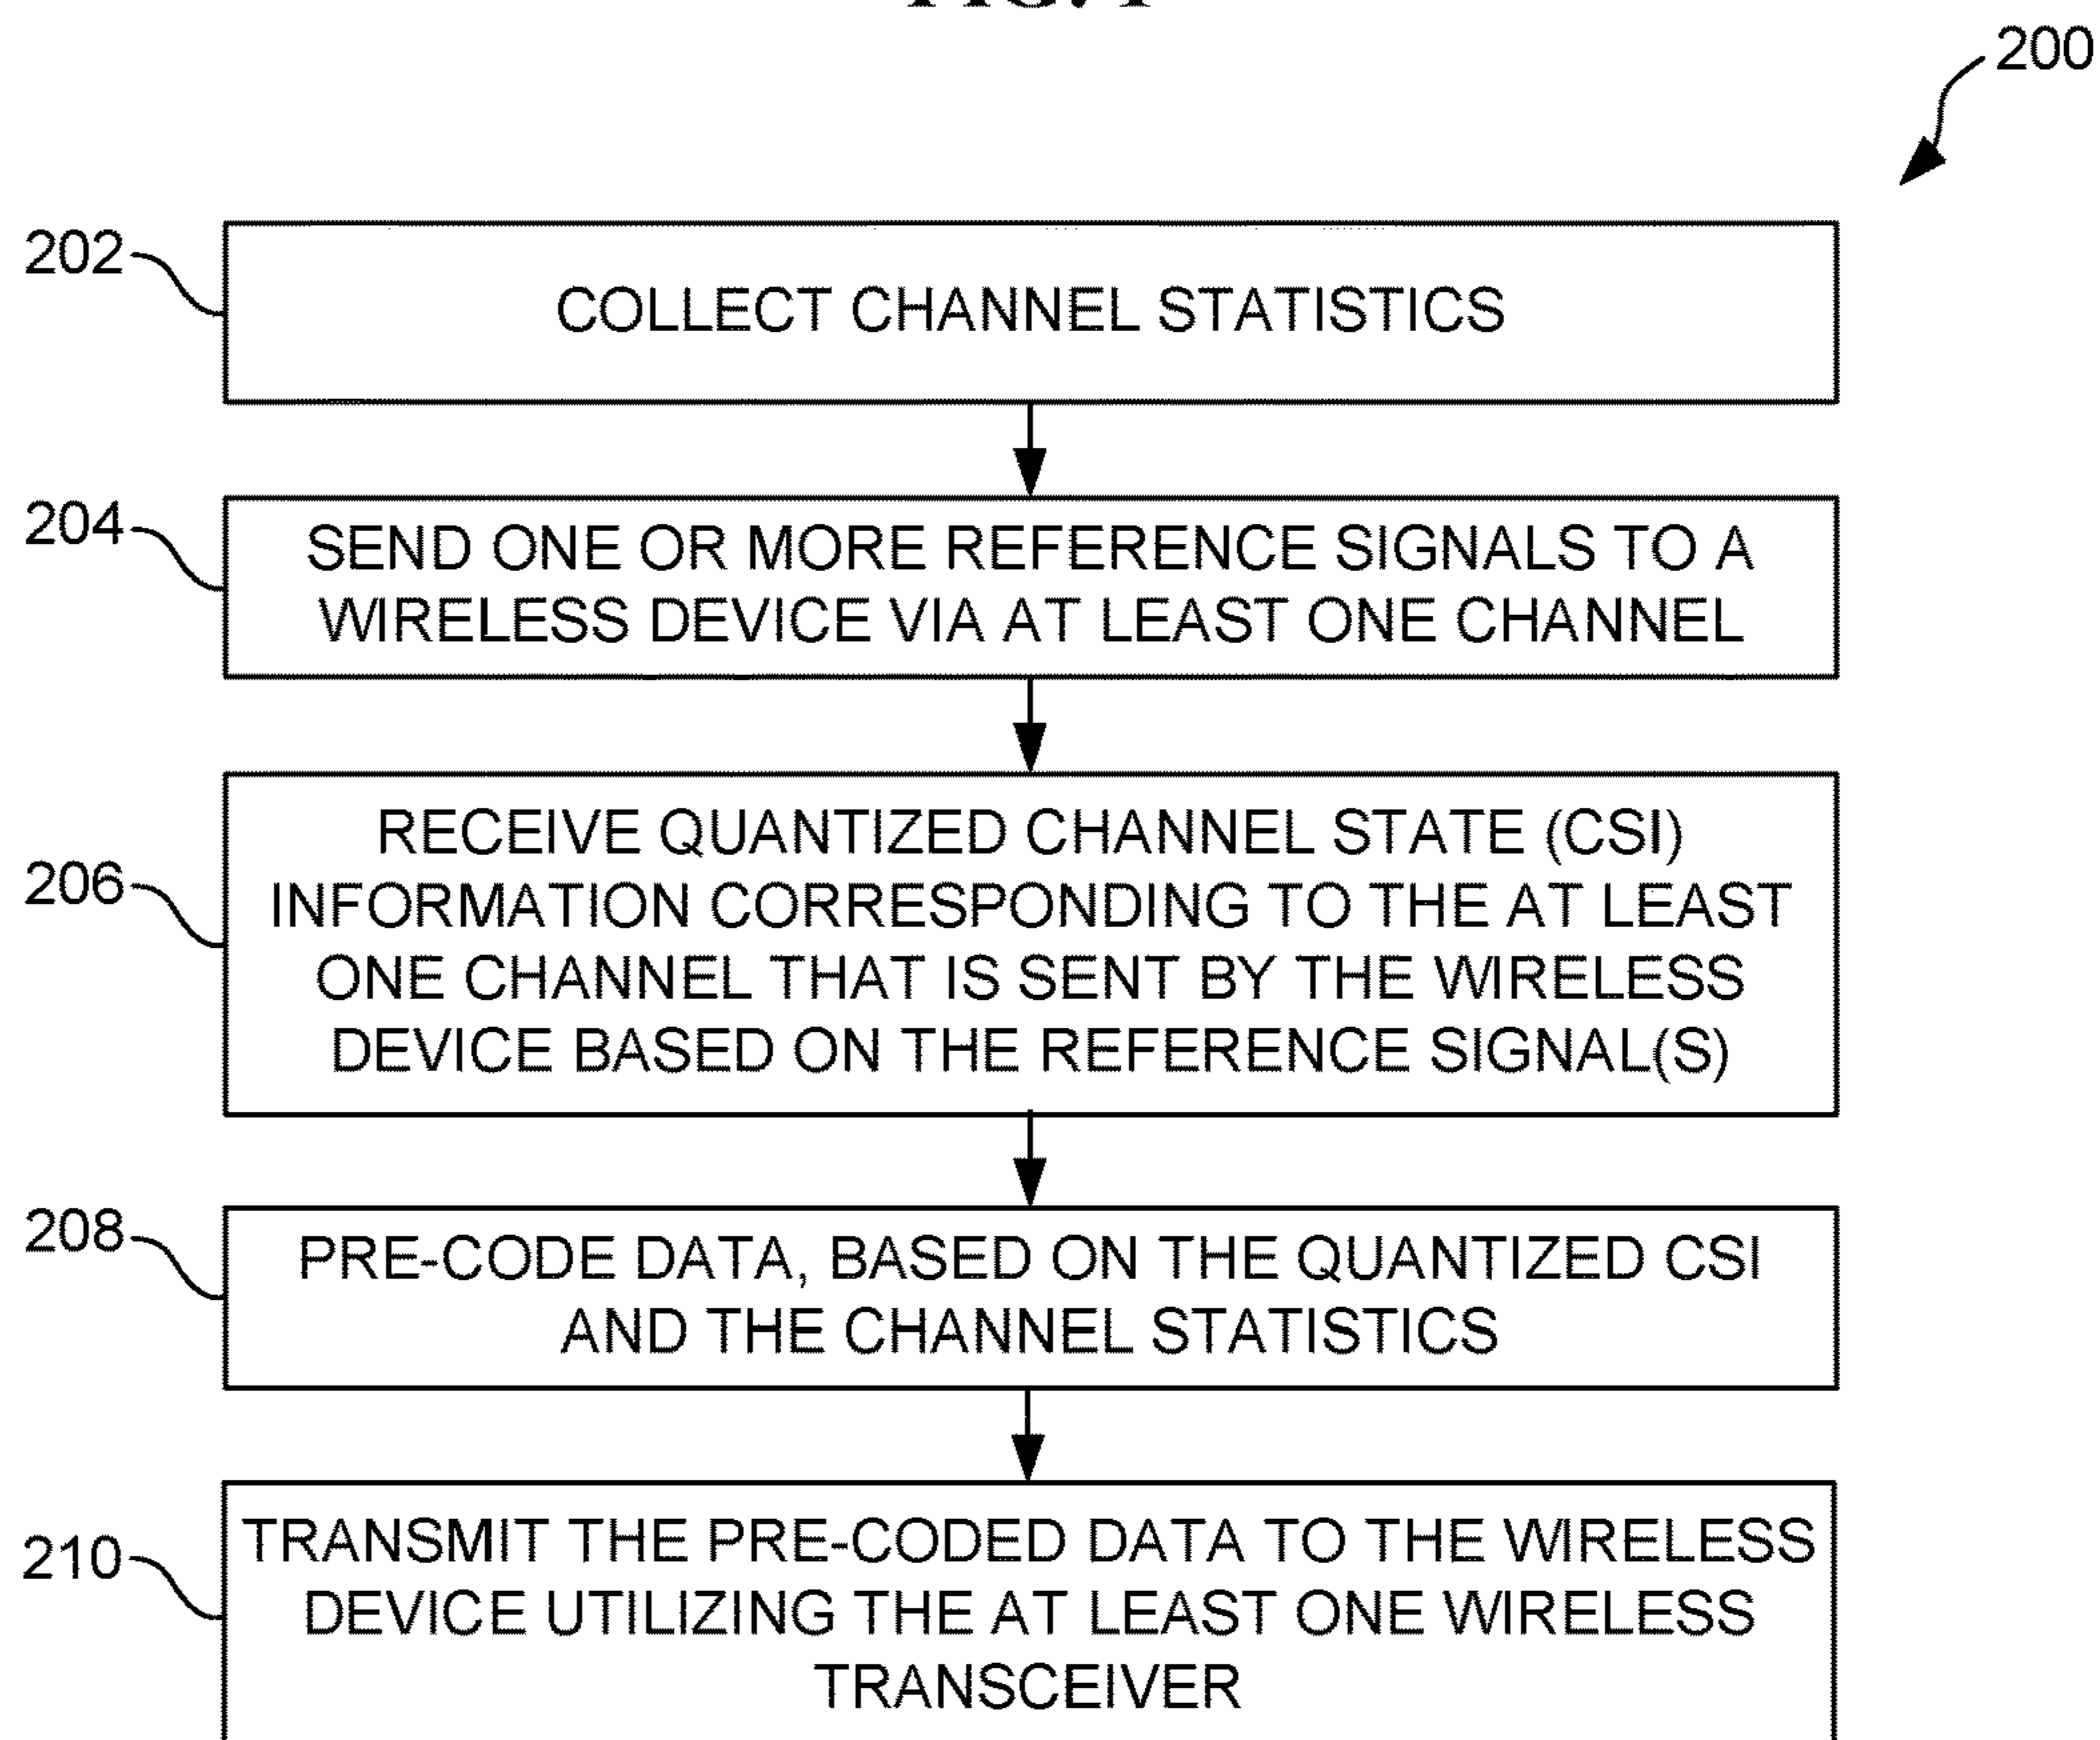 200
202
COLLECT CHANNEL STATISTICS
204
SEND ONE OR MORE REFERENCE SIGNALS TO A
WIRELESS DEVICE VIA AT LEAST ONE CHANNEL
206
RECEIVE QUANTIZED CHANNEL STATE (CSI)
INFORMATION CORRESPONDING TO THE AT LEAST
ONE CHANNEL THAT IS SENT BY THE WIRELESS
DEVICE BASED ON THE REFERENCE SIGNAL(S)
208
PRE-CODE DATA, BASED ON THE QUANTIZED CSI
AND THE CHANNEL STATISTICS
210
TRANSMIT THE PRE-CODED DATA TO THE WIRELESS
DEVICE UTILIZING THE AT LEAST ONE WIRELESS
TRANSCEIVER